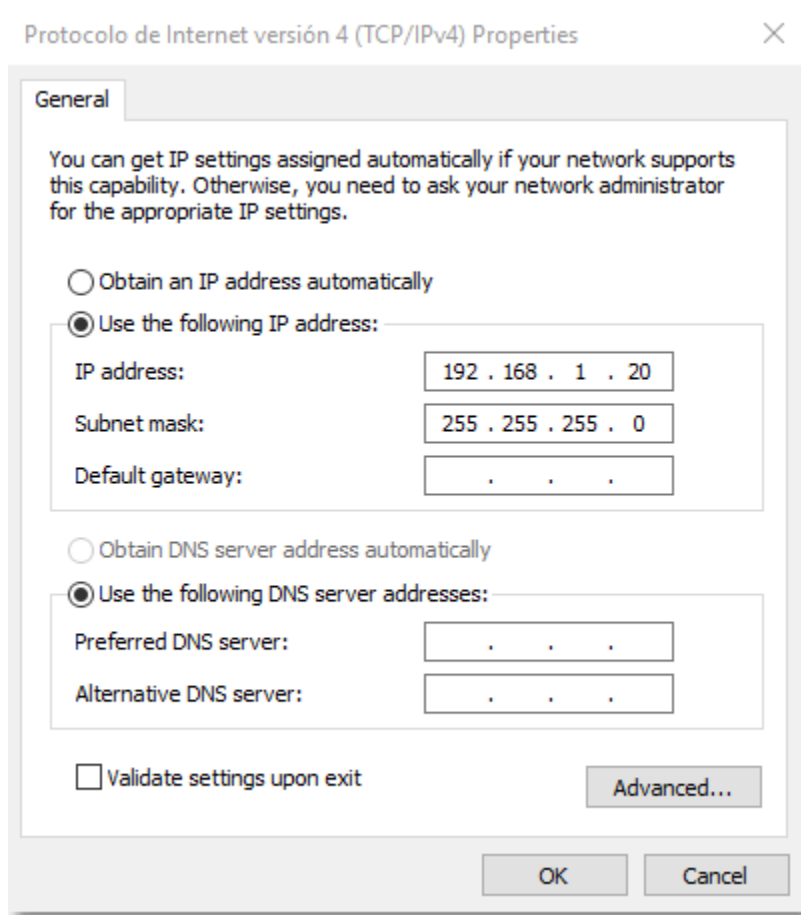 Protocolo de Internet versión 4 (TCP/IPv4) Properties
General
You can get IP settings assigned automatically if your network supports
this capability. Otherwise, you need to ask your network administrator
for the appropriate IP settings.
Obtain an IP address automatically
Use the following IP address:
IP address: 192 . 168 . 1 . 20
Subnet mask: 255 . 255 . 255 . 0
Default gateway: . . .
Obtain DNS server address automatically
Use the following DNS server addresses:
Preferred DNS server: . . .
Alternative DNS server: . . .
Validate settings upon exit
Advanced...
OK Cancel